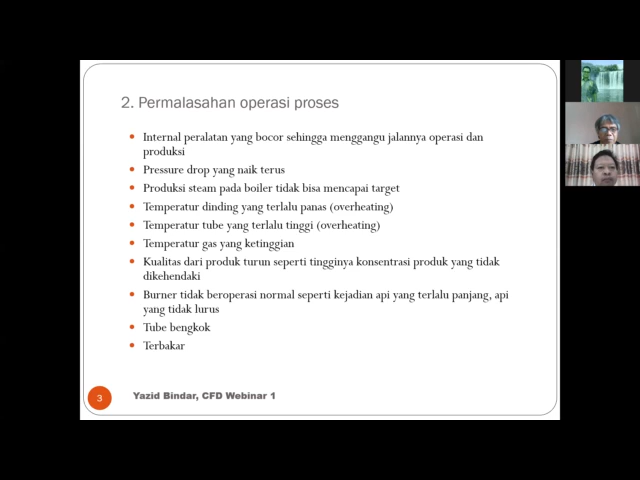 2. Permalasahan operasi proses
Internal peralatan yang bocor sehingga menggangu jalannya operasi dan
produksi
Pressure drop yang naik terus
Produksi steam pada boiler tidak bisa mencapai target
Temperatur dinding yang terlalu panas (overheating)
Temperatur tube yang terlalu tinggi (overheating)
Temperatur gas yang ketinggian
Kualitas dari produk turun seperti tingginya konsentrasi produk yang tidak
dikehendaki
Burner tidak beroperasi normal seperti kejadian api yang terlalu panjang, api
yang tidak lurus
Tube bengkok
Terbakar
3
Yazid Bindar, CFD Webinar 1